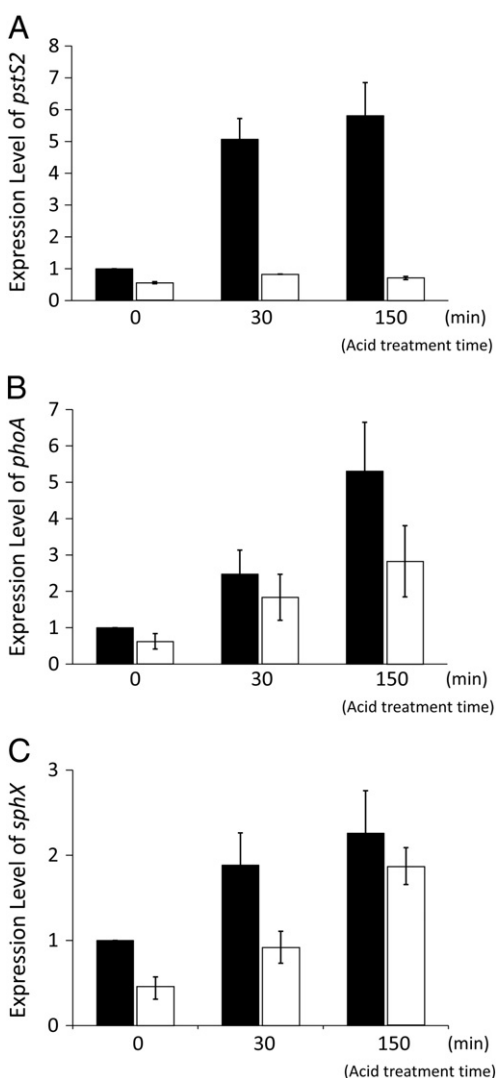 A
Expression Level of pstS2
8
7
6
5
4
3
2
1
0
0 30 150 (min)
(Acid treatment time)
B
Expression Level of phoA
7
6
5
4
3
2
1
0
0 30 150 (min)
(Acid treatment time)
C
Expression Level of sphX
3
2
1
0
0 30 150 (min)
(Acid treatment time)